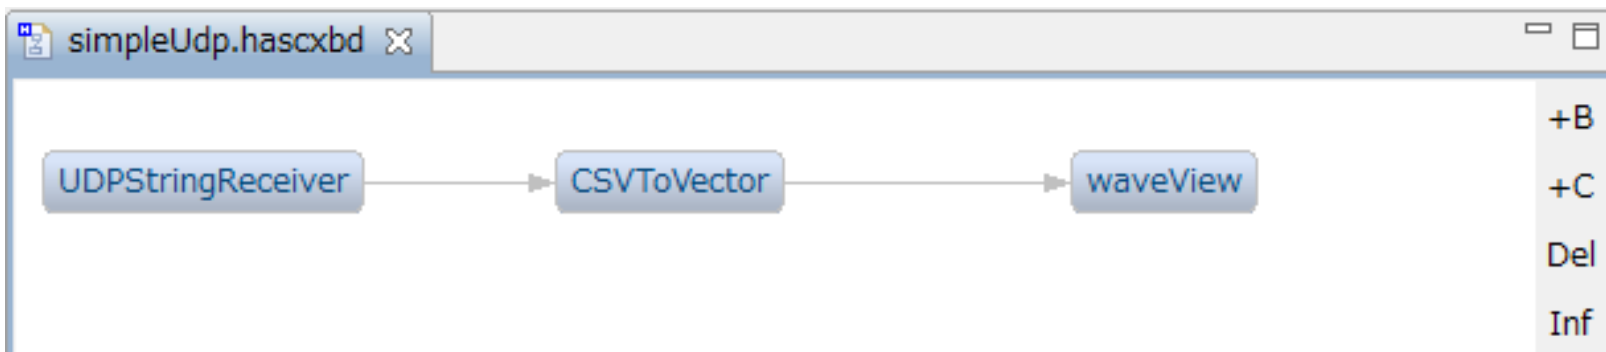 simpleUdp.hascxbd
+B
UDPStringReceiver CSVToVector waveView
+C
Del
Inf